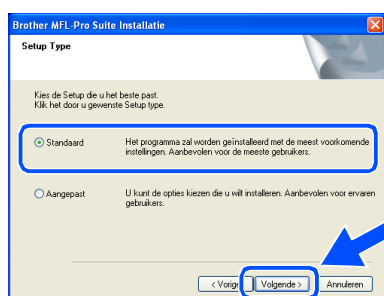 Brother MFL-Pro Suite Installatie
Setup Type
Kies de Setup die u het beste past.
Klik het door u gewenste Setup type.
Standaard
Het programma zal worden geïnstalleerd met de meest voorkomende
instellingen. Aanbevolen voor de meeste gebruikers.
Aangepast
U kunt de opties kiezen die u wilt installeren. Aanbevolen voor ervaren
gebruikers.
< Vorige Volgende > Annuleren